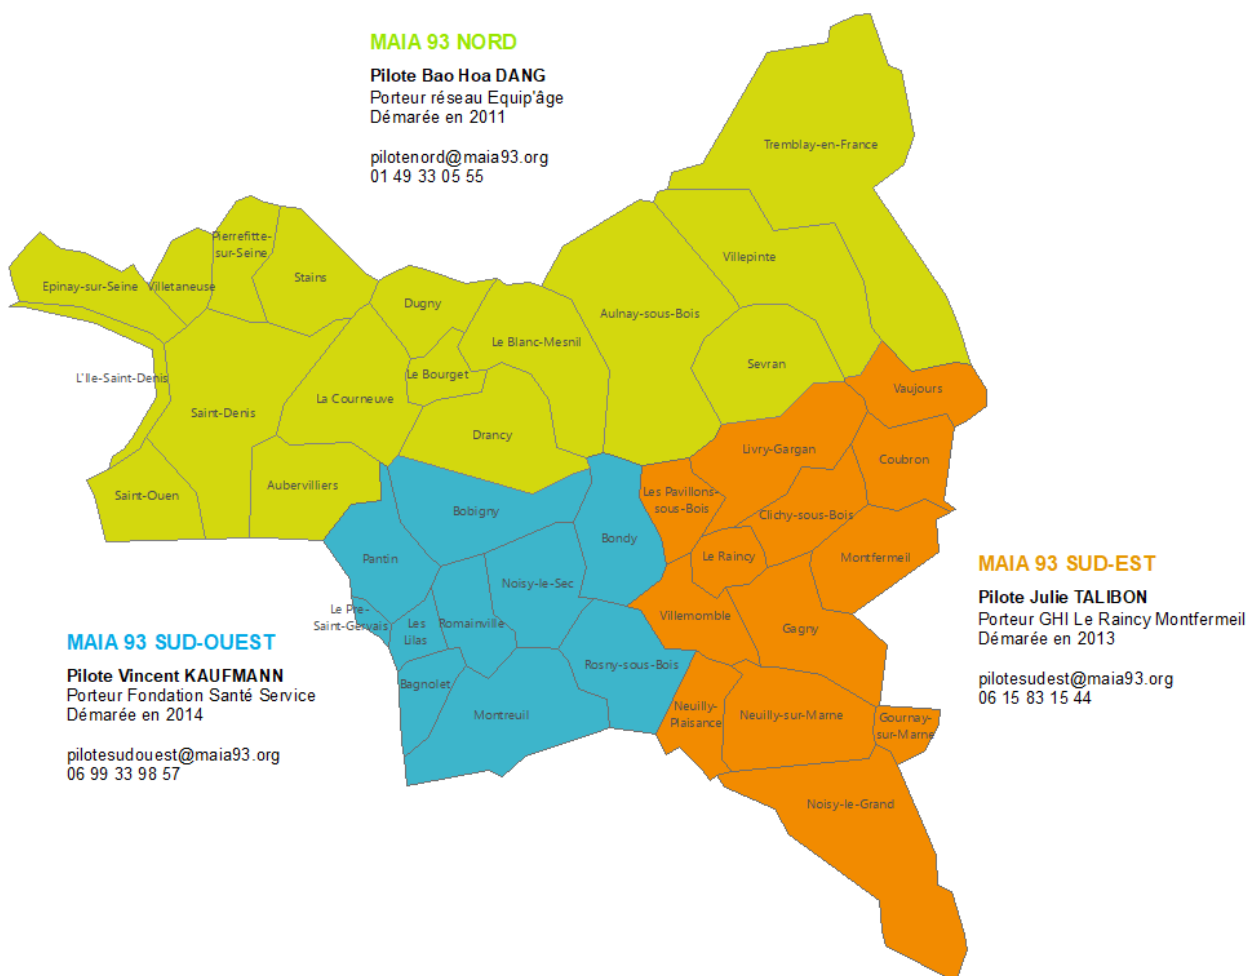 MAIA 93 NORD
Pilote Bao Hoa DANG
Porteur réseau Equip'âge
Démarée en 2011
pilotenord@maia93.org
01 49 33 05 55
Tremblay-en-France
Pierrefitte-
sur-Seine
Villepinte
Stains
Epinay-sur-Seine
Villetaneuse
Dugny
Aulnay-sous-Bois
Le Blanc-Mesnil
Sevran
Le Bourget
L'Ile-Saint-Denis
Vaujours
La Courneuve
Saint-Denis
Drancy
Livry-Gargan
Coubron
Aubervilliers
Saint-Ouen
Les Pavillons-
sous-Bois
Bobigny
Clichy-sous-Bois
Bondy
Pantin
Le Raincy
Montfermeil
Noisy-le-Sec
Le Pre-
Saint-Gervais
Les
Lilas
Romainville
Villemomble
Gagny
Rosny-sous-Bois
Bagnolet
Montreuil
Neuilly-
Plaisance
Neuilly-sur-Marne
Gournay-
sur-Marne
Noisy-le-Grand
MAIA 93 SUD-EST
Pilote Julie TALIBON
Porteur GHI Le Raincy Montfermeil
Démarée en 2013
pilotesudest@maia93.org
06 15 83 15 44
MAIA 93 SUD-OUEST
Pilote Vincent KAUFMANN
Porteur Fondation Santé Service
Démarée en 2014
pilotesudouest@maia93.org
06 99 33 98 57